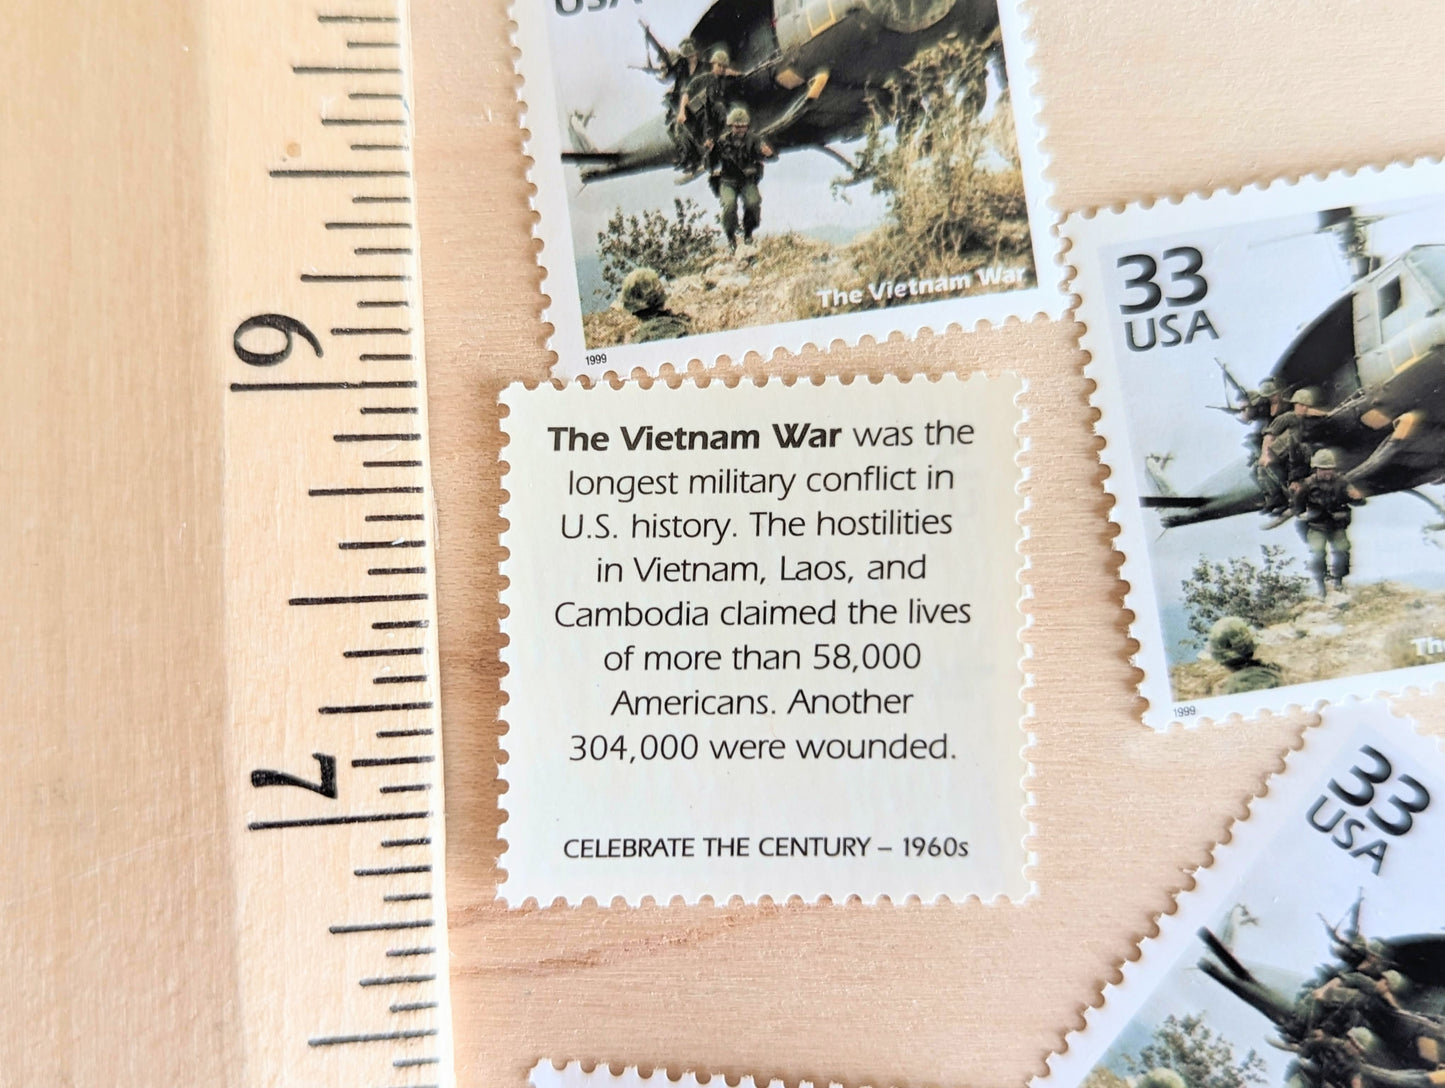 USA
The Vietnam War
1999
6
7
The Vietnam War was the
longest military conflict in
U.S. history. The hostilities
in Vietnam, Laos, and
Cambodia claimed the lives
of more than 58,000
Americans. Another
304,000 were wounded.
CELEBRATE THE CENTURY – 1960s
33
USA
1999
33
USA